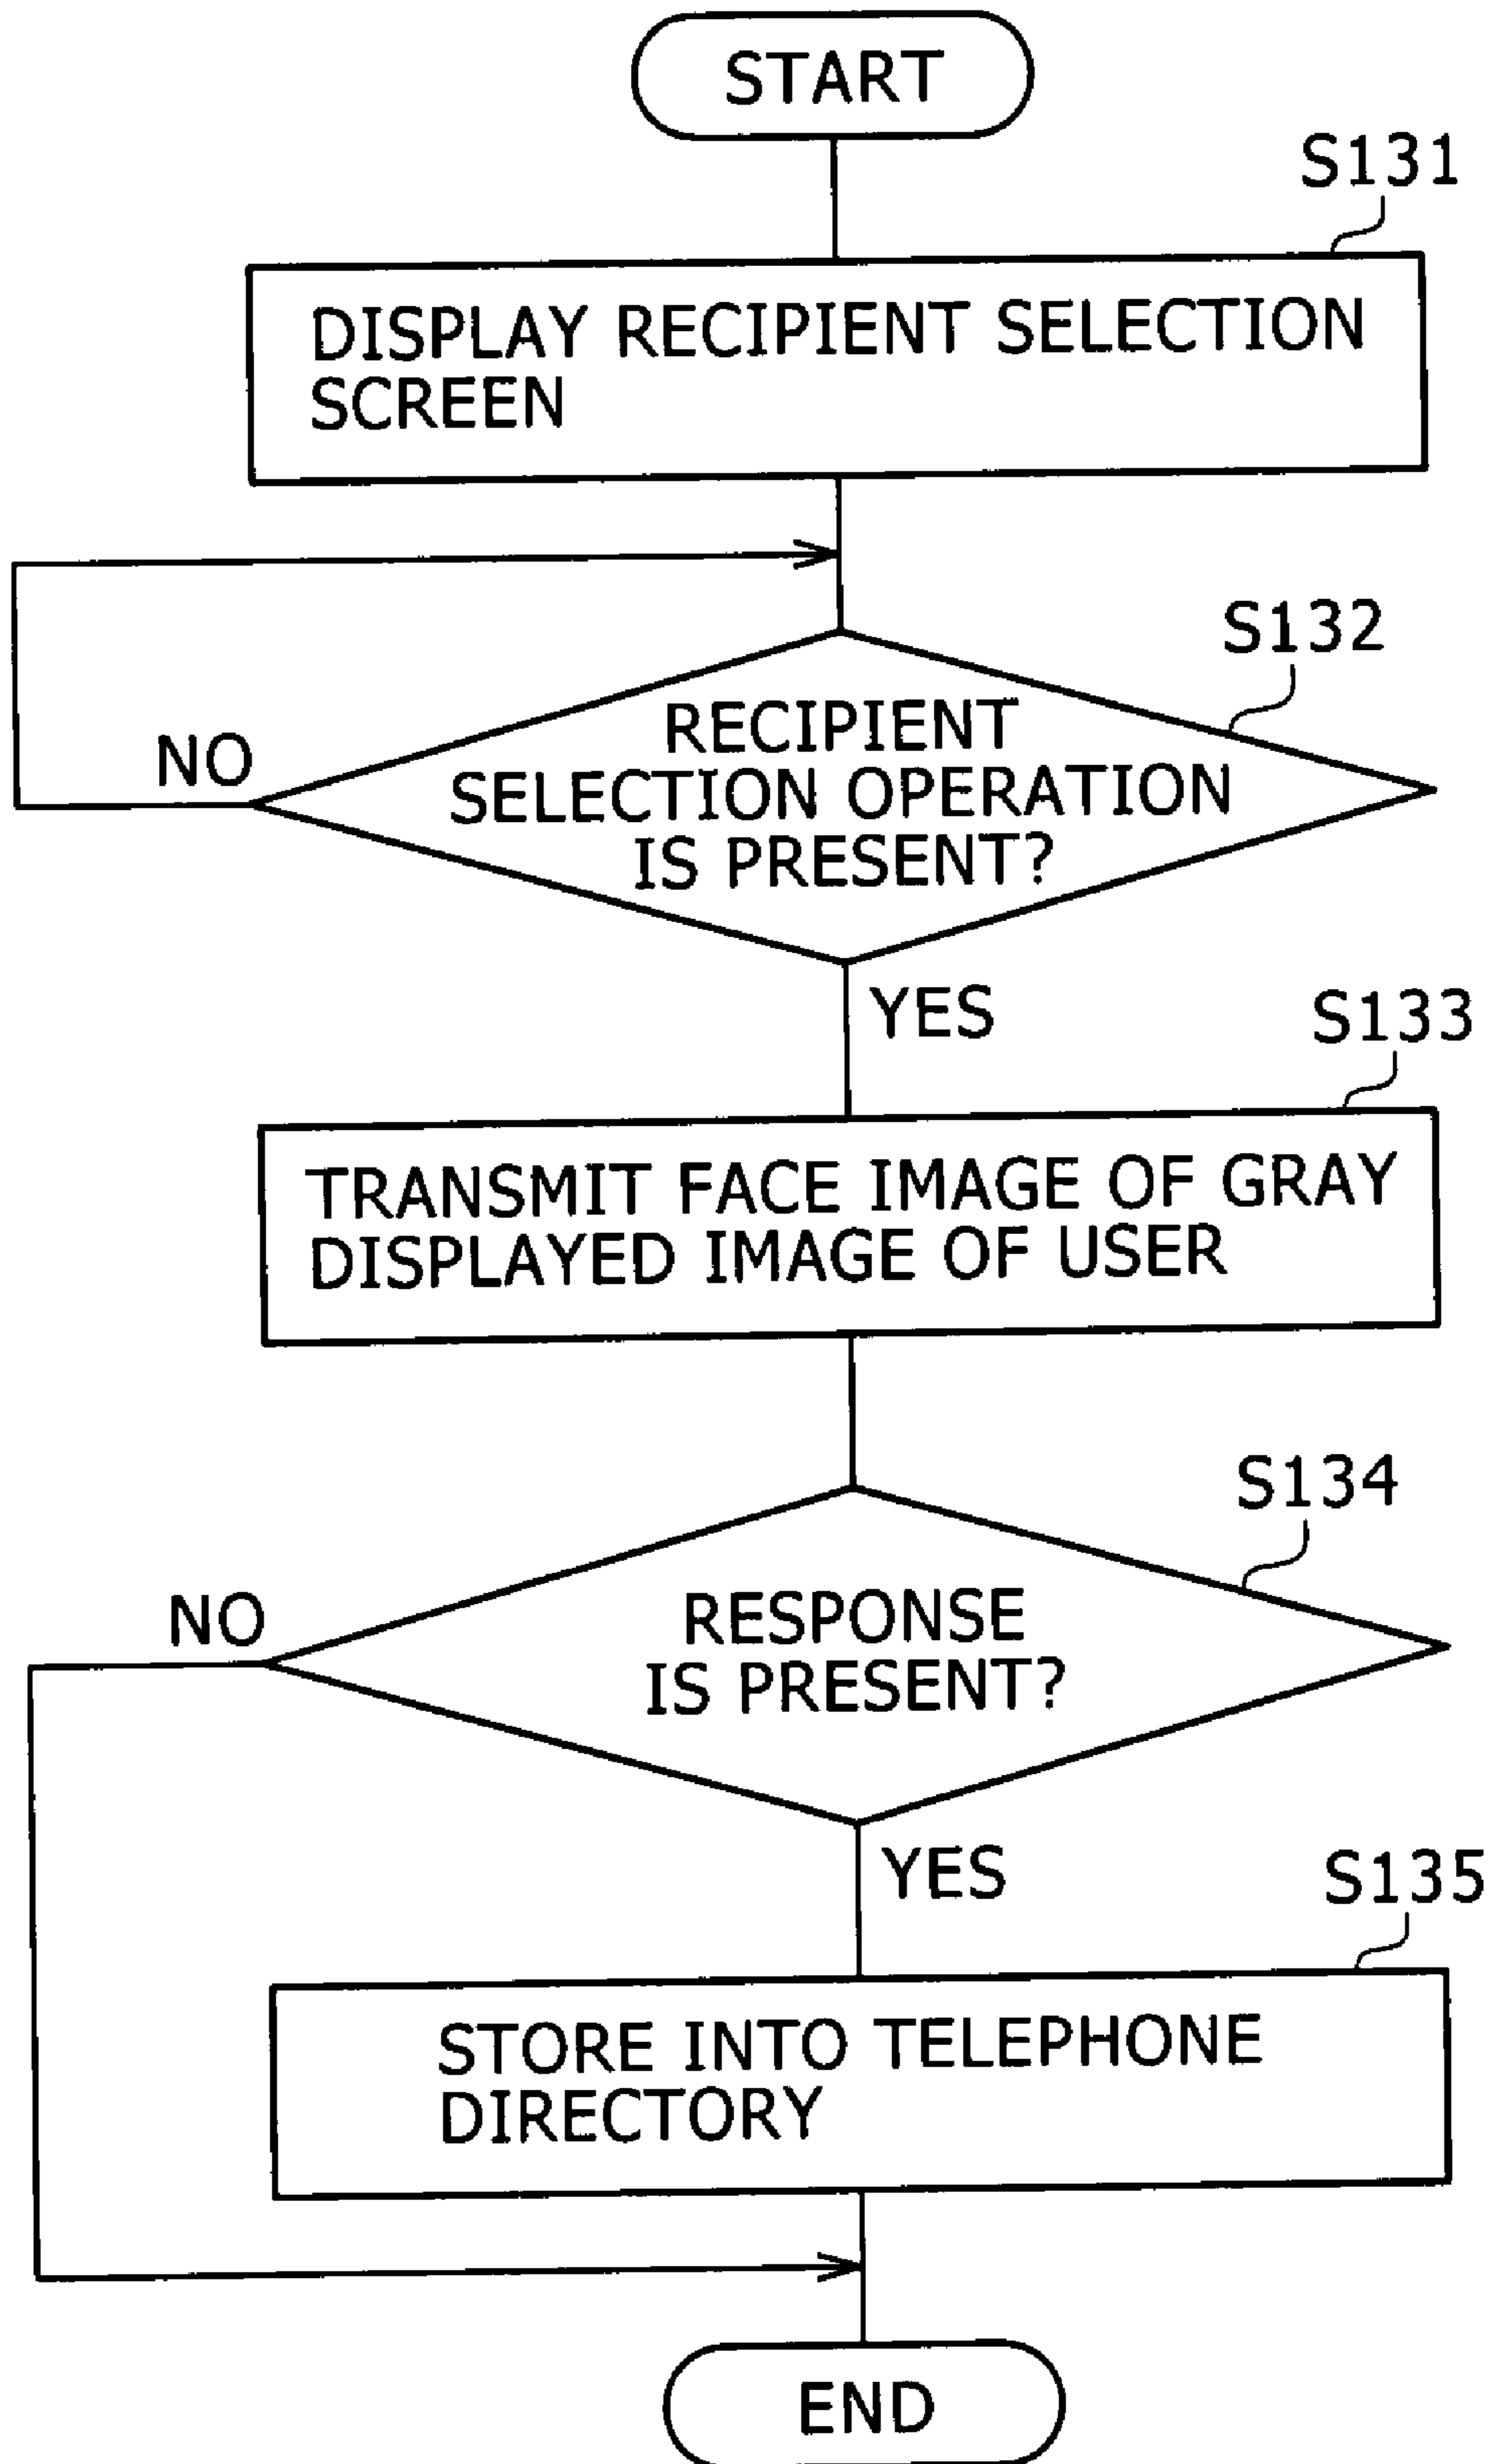 START
S131
DISPLAY RECIPIENT SELECTION
SCREEN
S132
RECIPIENT
SELECTION OPERATION
IS PRESENT?
NO
YES
S133
TRANSMIT FACE IMAGE OF GRAY
DISPLAYED IMAGE OF USER
S134
RESPONSE
IS PRESENT?
NO
YES
S135
STORE INTO TELEPHONE
DIRECTORY
END